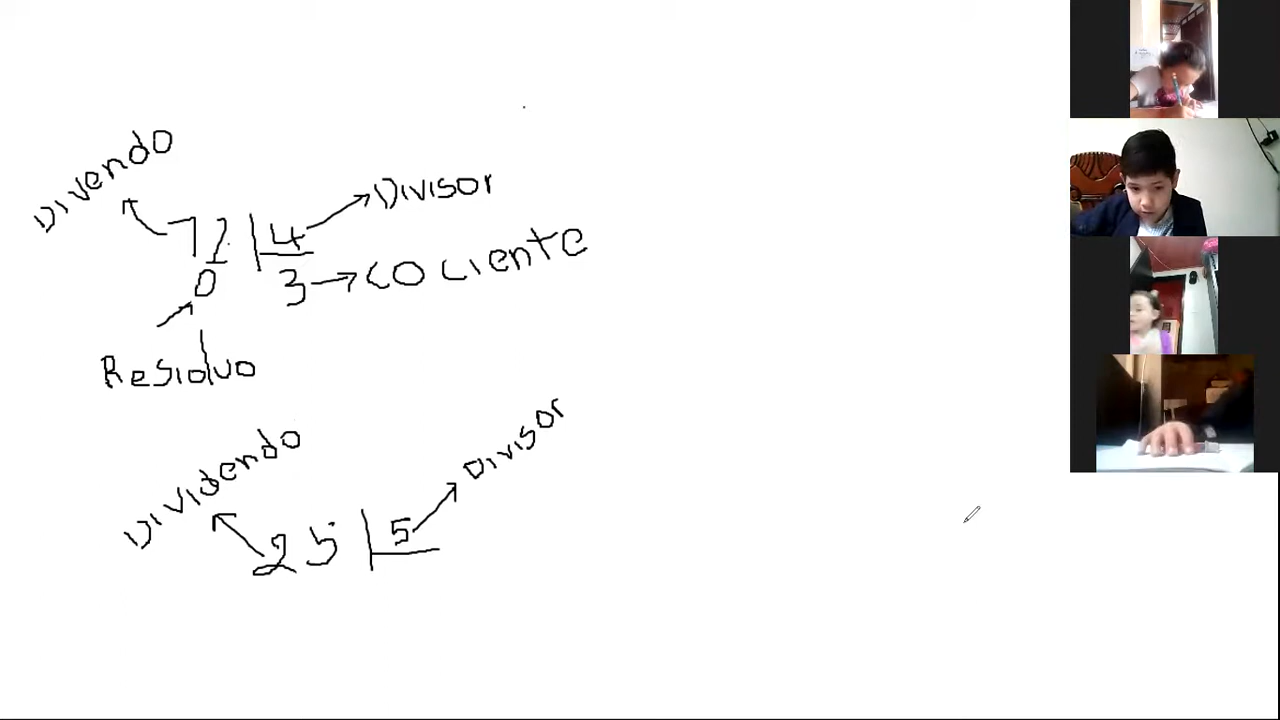 Divendo
12 4 Divisor
0 3 cociente
Residuo
Dividendo
Divisor
25 5